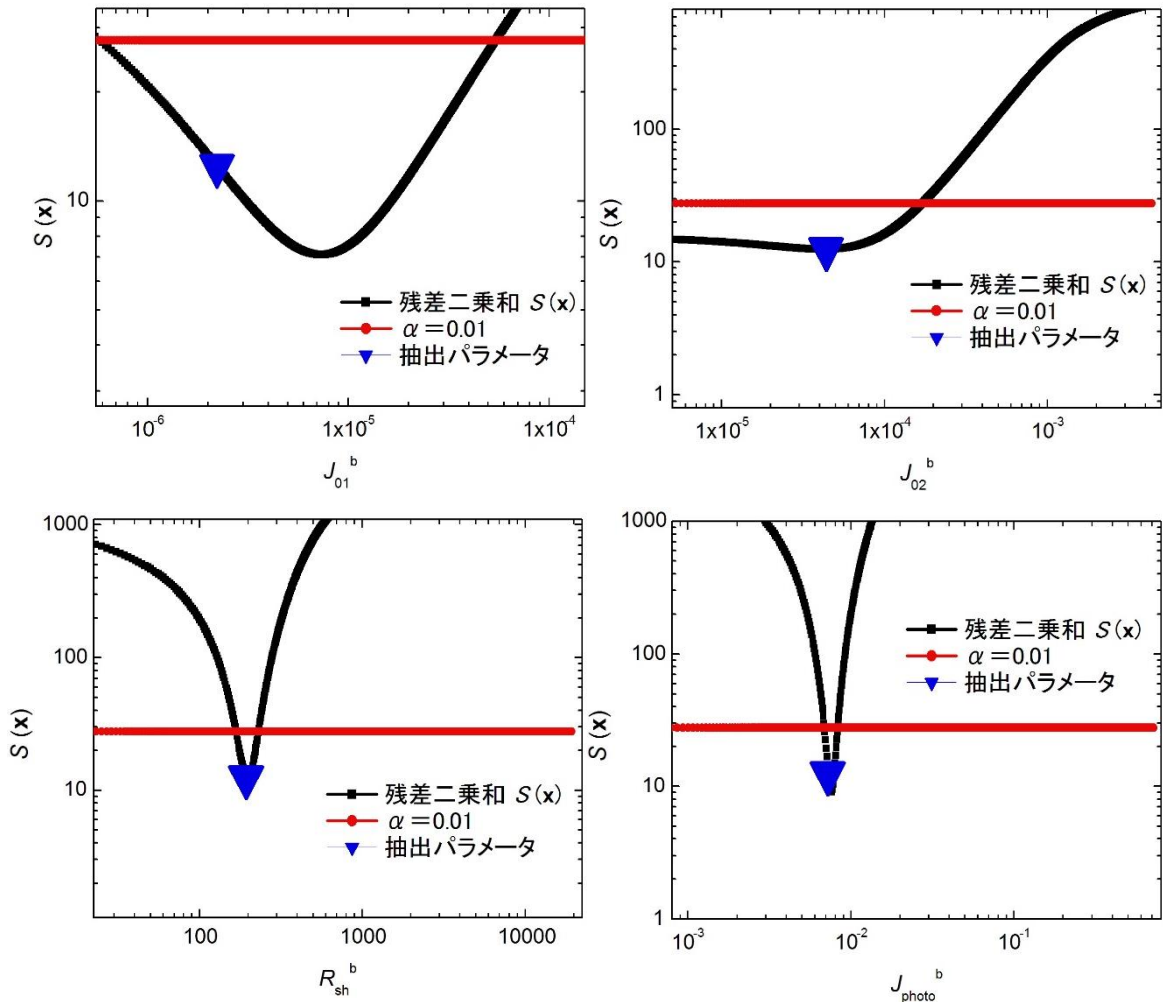 S (x)
10
残差二乗和 S(x)
α＝0.01
抽出パラメータ
10⁻⁶ 1x10⁻⁵ 1x10⁻⁴
J₀₁ᵇ
S (x)
100
10
1
残差二乗和 S(x)
α＝0.01
抽出パラメータ
1x10⁻⁵ 1x10⁻⁴ 10⁻³
J₀₂ᵇ
S (x)
1000
100
10
残差二乗和 S(x)
α＝0.01
抽出パラメータ
100 1000 10000
R_sh^b
S (x)
1000
100
10
1
残差二乗和 S(x)
α＝0.01
抽出パラメータ
10⁻³ 10⁻² 10⁻¹
J_photo^b